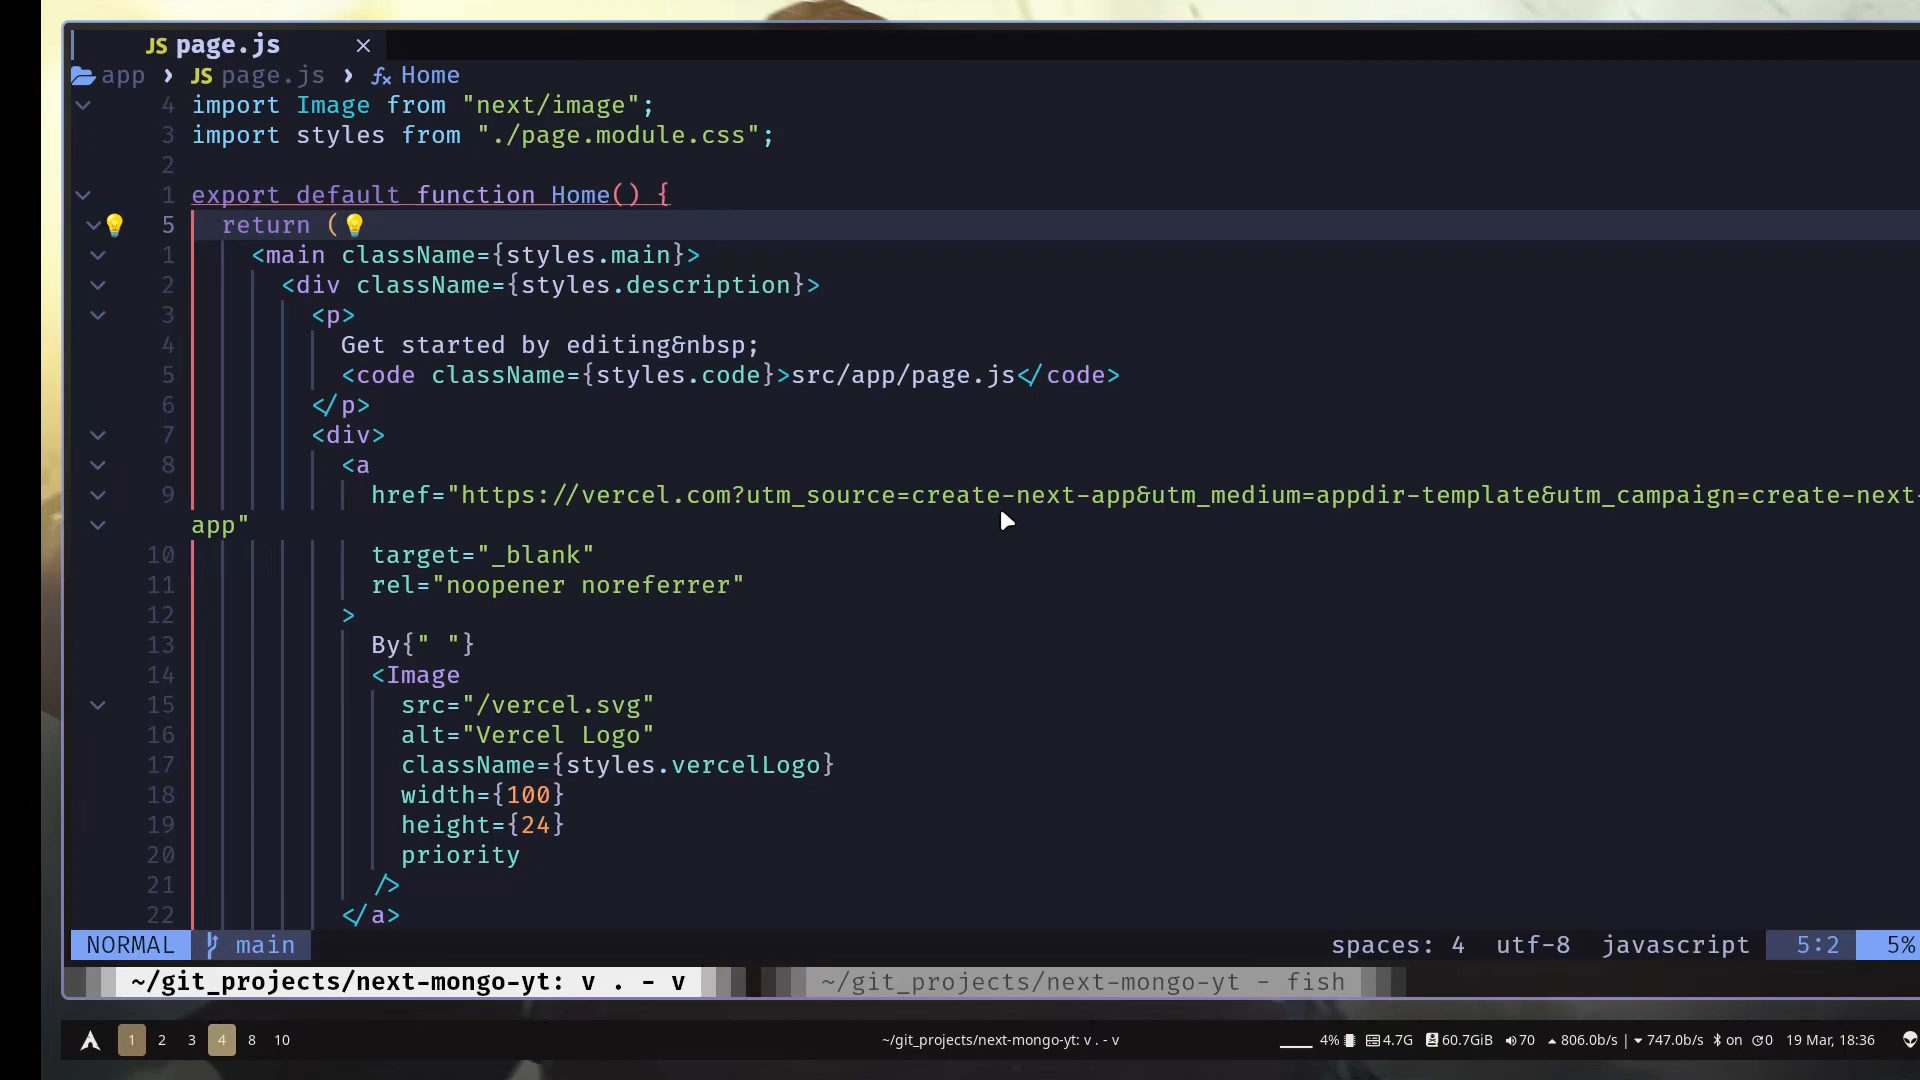 JS page.js ×
app › JS page.js › fx Home
4 import Image from "next/image";
3 import styles from "./page.module.css";
2
1 export default function Home() {
5 return (
1 <main className={styles.main}>
2 <div className={styles.description}>
3 <p>
4 Get started by editing&nbsp;
5 <code className={styles.code}>src/app/page.js</code>
6 </p>
7 <div>
8 <a
9 href="https://vercel.com?utm_source=create-next-app&utm_medium=appdir-template&utm_campaign=create-next-
app"
10 target="_blank"
11 rel="noopener noreferrer"
12 >
13 By{" "}
14 <Image
15 src="/vercel.svg"
16 alt="Vercel Logo"
17 className={styles.vercelLogo}
18 width={100}
19 height={24}
20 priority
21 />
22 </a>
NORMAL main spaces: 4 utf-8 javascript 5:2 5%
~/git_projects/next-mongo-yt: v . - v ~/git_projects/next-mongo-yt - fish
1 2 3 4 8 10 ~/git_projects/next-mongo-yt: v . - v 4% 4.7G 60.7GiB 70 806.0b/s | 747.0b/s on 0 19 Mar, 18:36